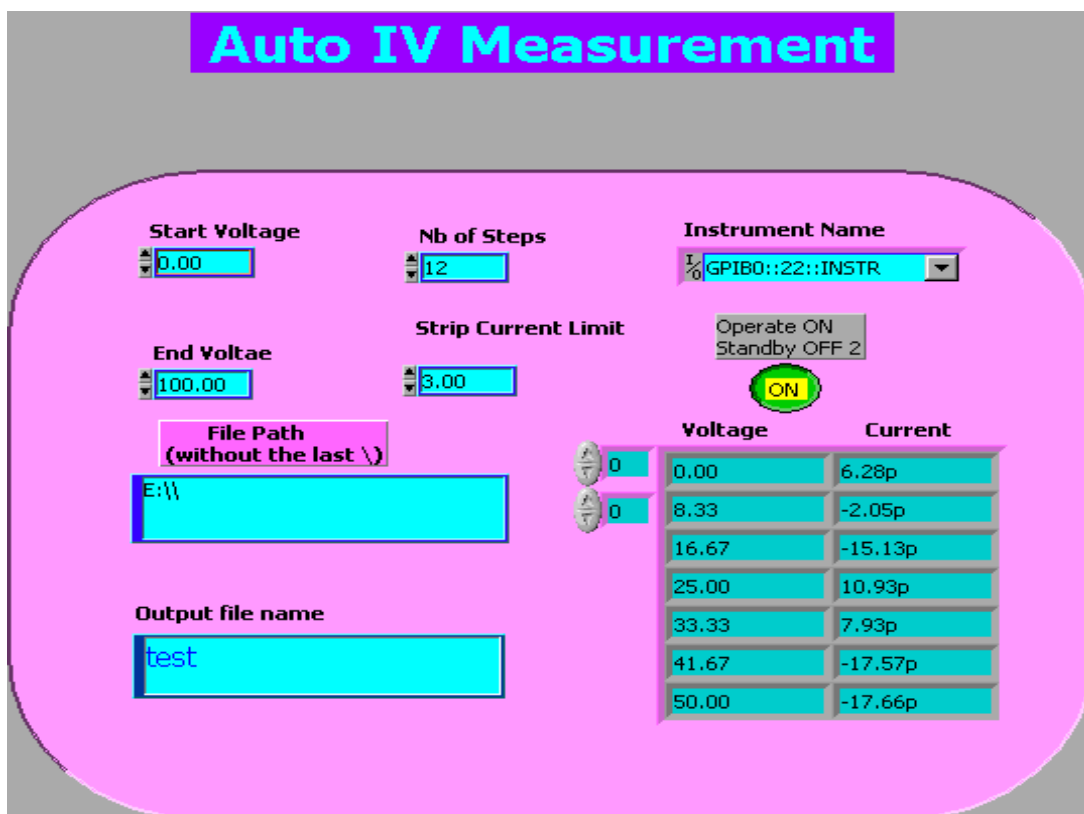 Auto IV Measurement
Start Voltage
0.00
Nb of Steps
12
Instrument Name
I/O GPIB0::22::INSTR
End Voltae
100.00
Strip Current Limit
3.00
Operate ON
Standby OFF 2
ON
File Path
(without the last \)
E:\\
Output file name
test
Voltage Current
0
0
0.00 6.28p
8.33 -2.05p
16.67 -15.13p
25.00 10.93p
33.33 7.93p
41.67 -17.57p
50.00 -17.66p